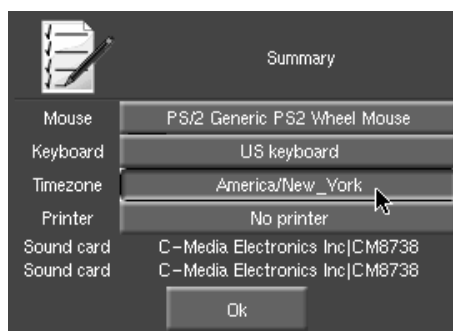 Summary
Mouse PS/2 Generic PS2 Wheel Mouse
Keyboard US keyboard
Timezone America/New_York
Printer No printer
Sound card C-Media Electronics Inc|CM8738
Sound card C-Media Electronics Inc|CM8738
Ok